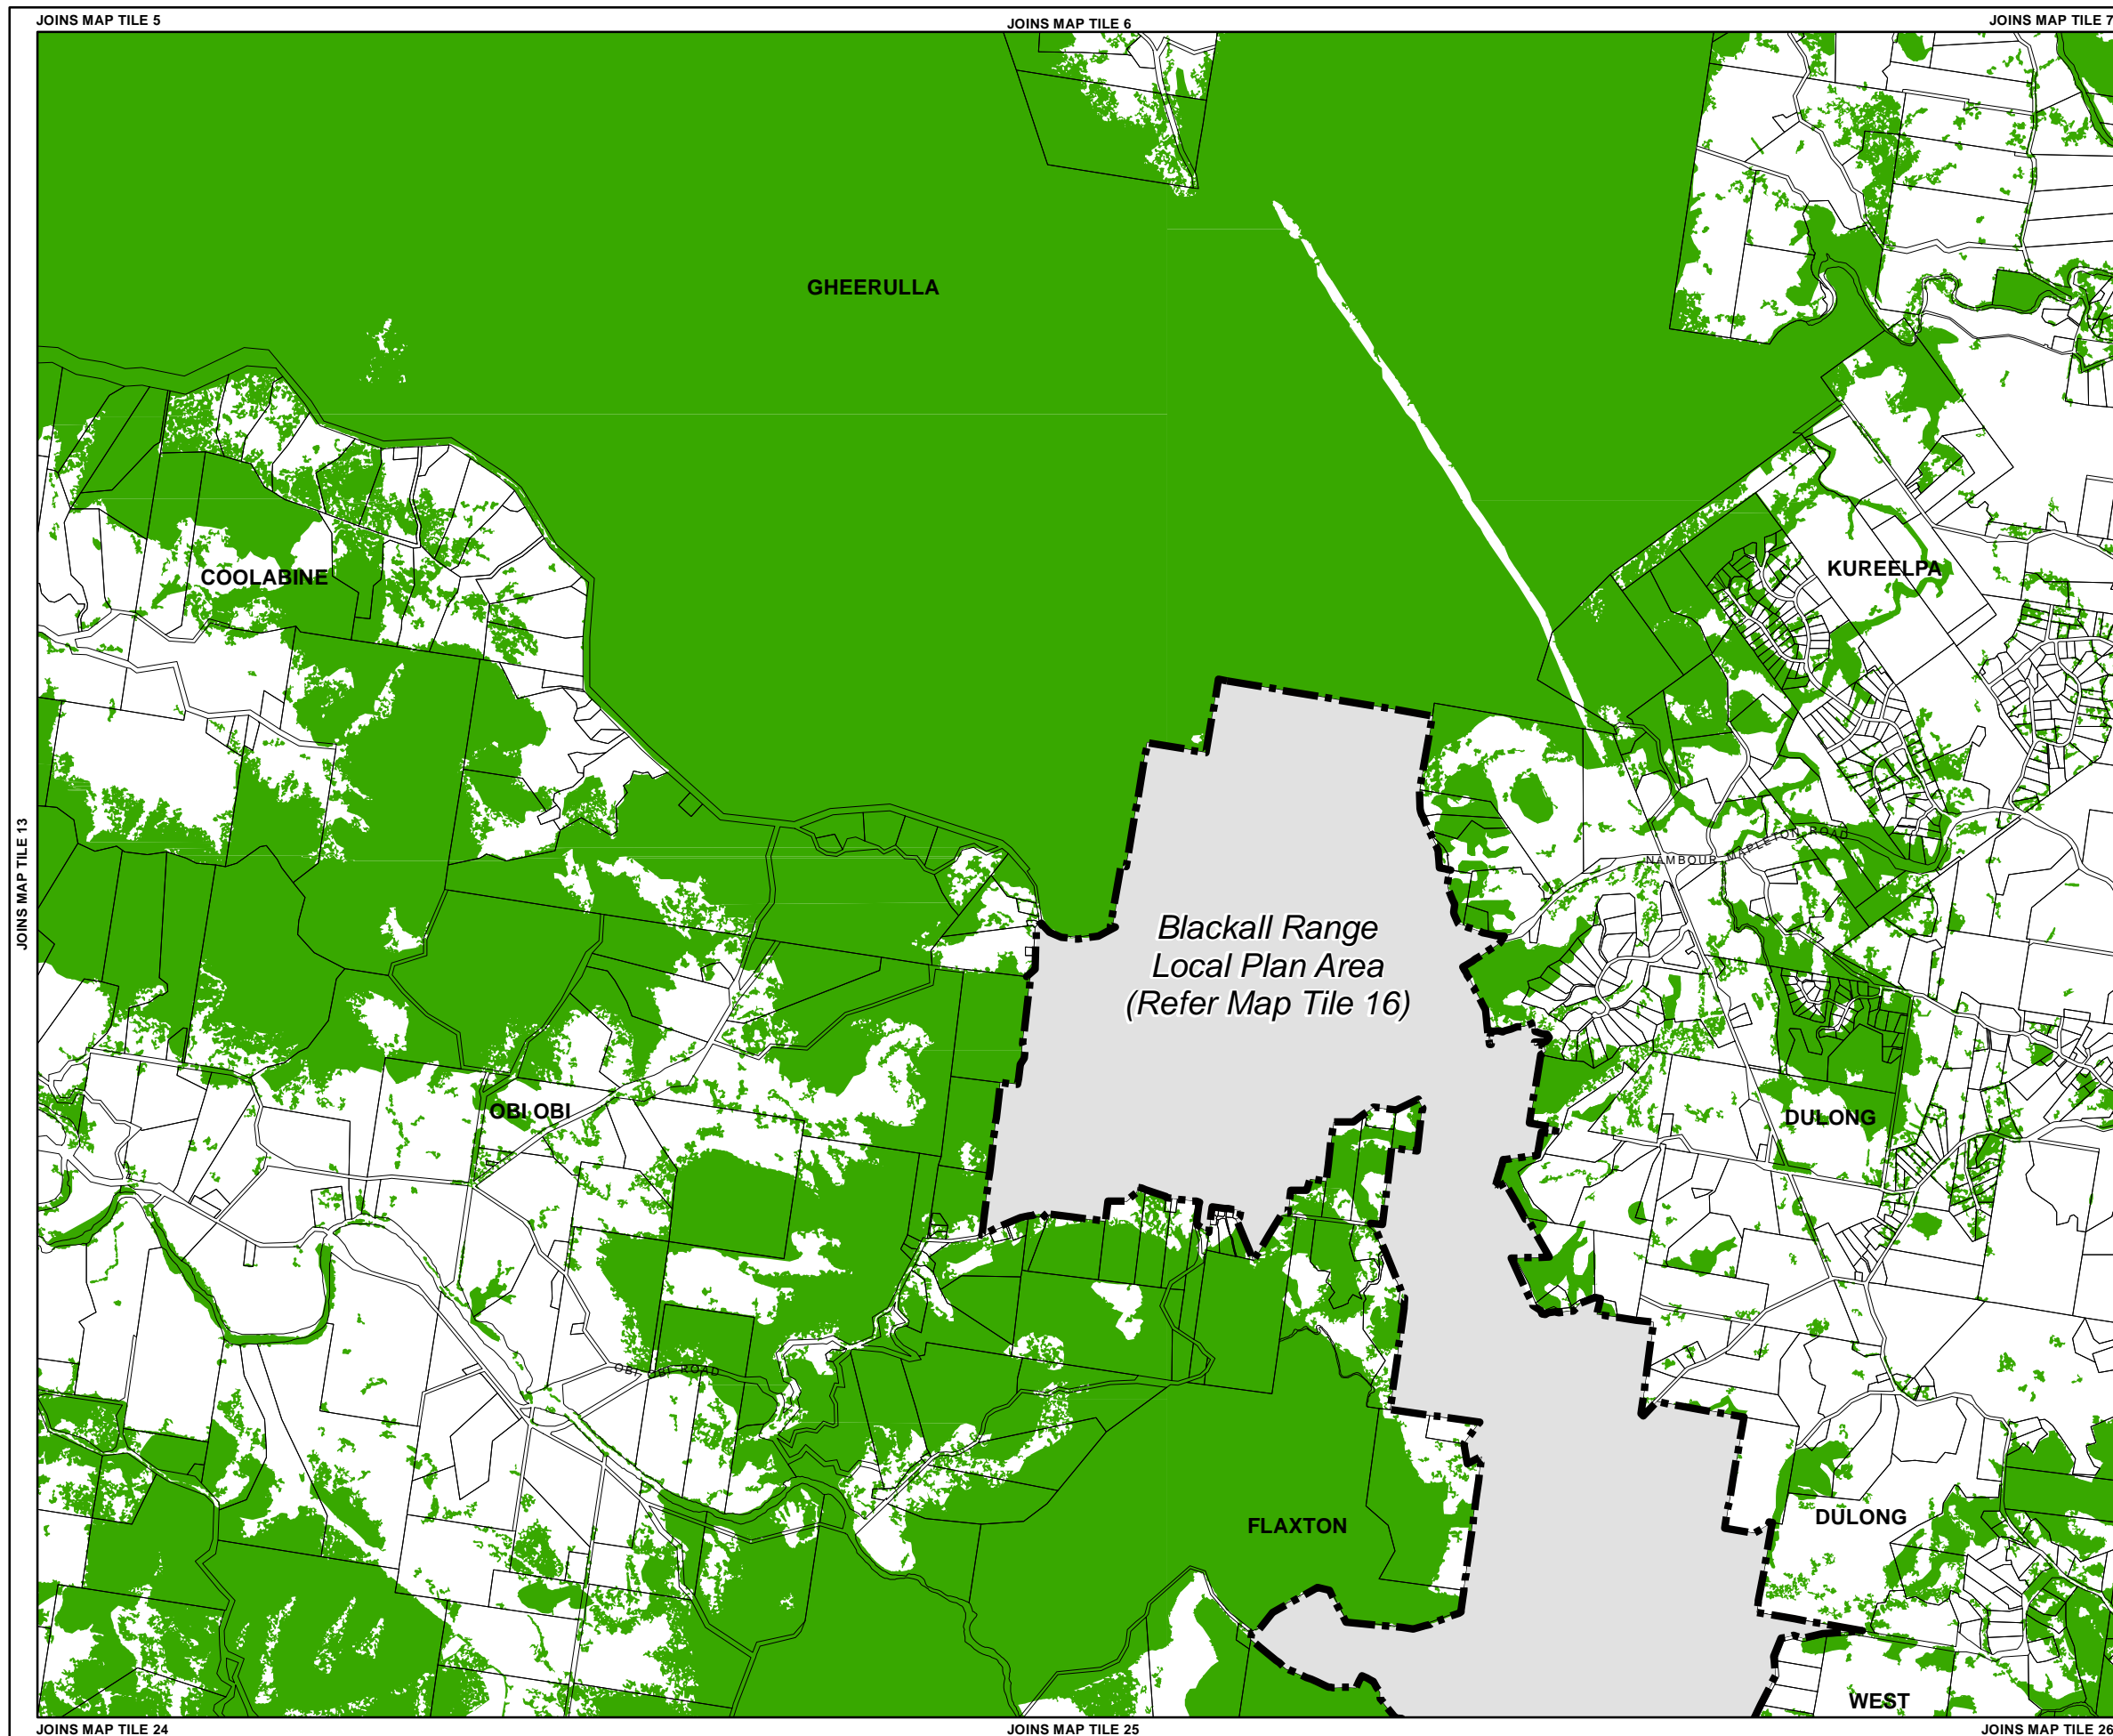 JOINS MAP TILE 5
JOINS MAP TILE 6
JOINS MAP TILE 7
GHEERULLA
COOLABINE
KUREELPA
JOINS MAP TILE 13
NAMBOUR MAPLETON ROAD
Blackall Range
Local Plan Area
(Refer Map Tile 16)
OBI OBI
DULONG
OBI OBI ROAD
FLAXTON
DULONG
WEST
JOINS MAP TILE 24
JOINS MAP TILE 25
JOINS MAP TILE 26